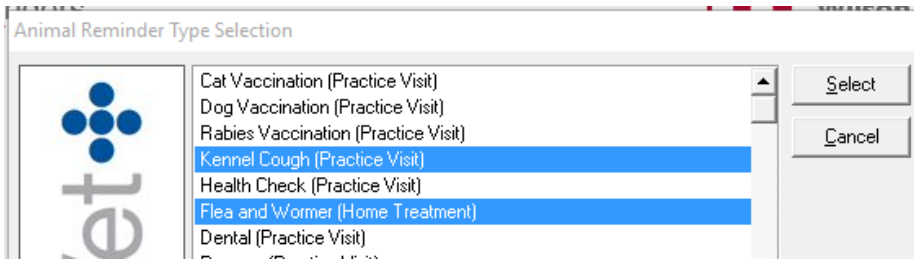 Animal Reminder Type Selection
Cat Vaccination (Practice Visit)
Dog Vaccination (Practice Visit)
Rabies Vaccination (Practice Visit)
Kennel Cough (Practice Visit)
Health Check (Practice Visit)
Flea and Wormer (Home Treatment)
Dental (Practice Visit)
Select
Cancel